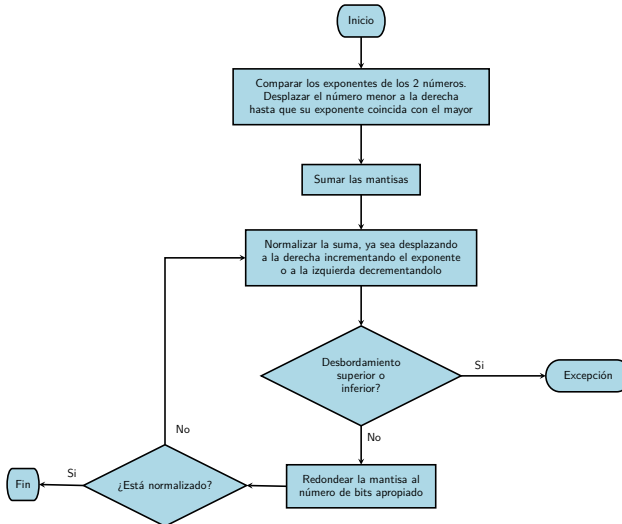 Inicio
Comparar los exponentes de los 2 números.
Desplazar el número menor a la derecha
hasta que su exponente coincida con el mayor
Sumar las mantisas
Normalizar la suma, ya sea desplazando
a la derecha incrementando el exponente
o a la izquierda decrementandolo
Desbordamiento
superior o
inferior?
Si
Excepción
No
Redondear la mantisa al
número de bits apropiado
¿Está normalizado?
No
Si
Fin